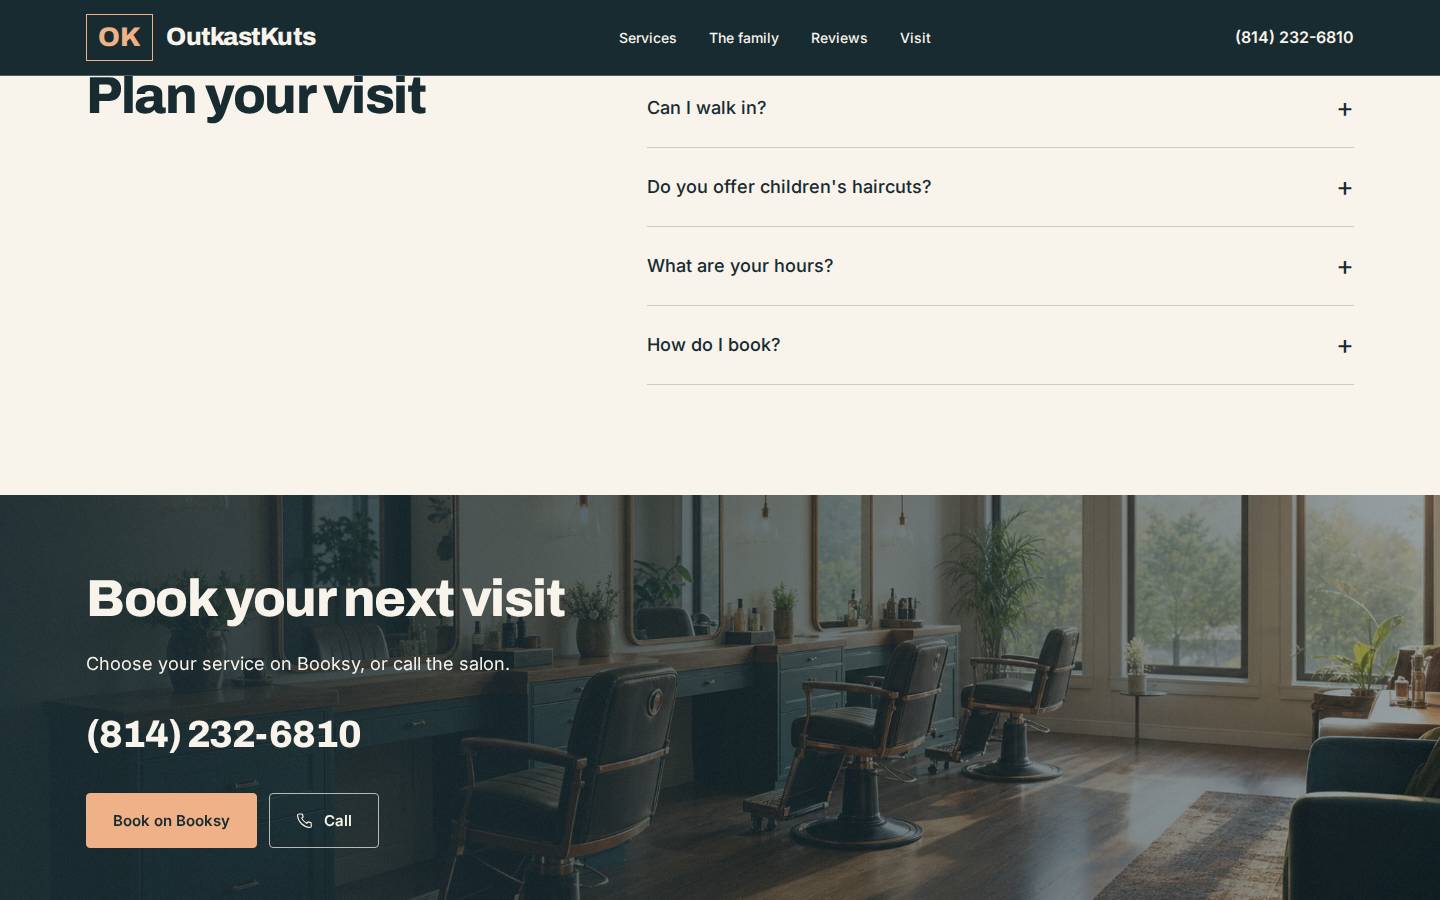 OK OutkastKuts
Services The family Reviews Visit
(814) 232-6810
Plan your visit
Can I walk in? +
Do you offer children's haircuts? +
What are your hours? +
How do I book? +
Book your next visit
Choose your service on Booksy, or call the salon.
(814) 232-6810
Book on Booksy
Call